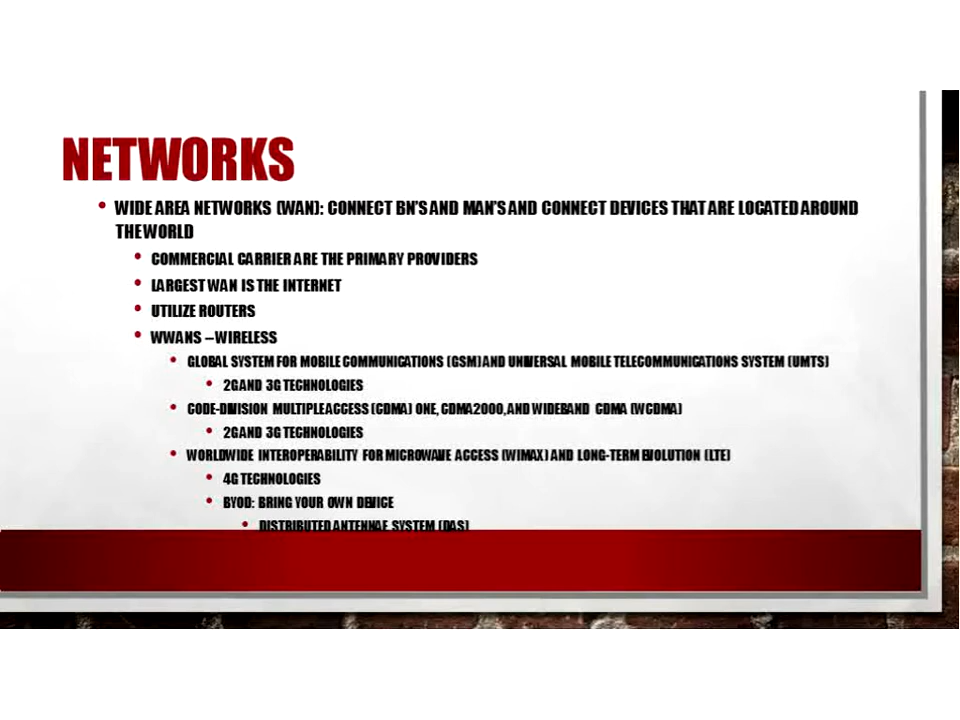 NETWORKS
• WIDE AREA NETWORKS (WAN): CONNECT BN'S AND MAN'S AND CONNECT DEVICES THAT ARE LOCATED AROUND
THE WORLD
• COMMERCIAL CARRIER ARE THE PRIMARY PROVIDERS
• LARGEST WAN IS THE INTERNET
• UTILIZE ROUTERS
• WWANS – WIRELESS
• GLOBAL SYSTEM FOR MOBILE COMMUNICATIONS (GSM) AND UNIVERSAL MOBILE TELECOMMUNICATIONS SYSTEM (UMTS)
• 2G AND 3G TECHNOLOGIES
• CODE-DIVISION MULTIPLE ACCESS (CDMA) ONE, CDMA2000, AND WIDEBAND CDMA (WCDMA)
• 2G AND 3G TECHNOLOGIES
• WORLDWIDE INTEROPERABILITY FOR MICROWAVE ACCESS (WIMAX) AND LONG-TERM EVOLUTION (LTE)
• 4G TECHNOLOGIES
• BYOD: BRING YOUR OWN DEVICE
• DISTRIBUTED ANTENNAE SYSTEM (DAS)